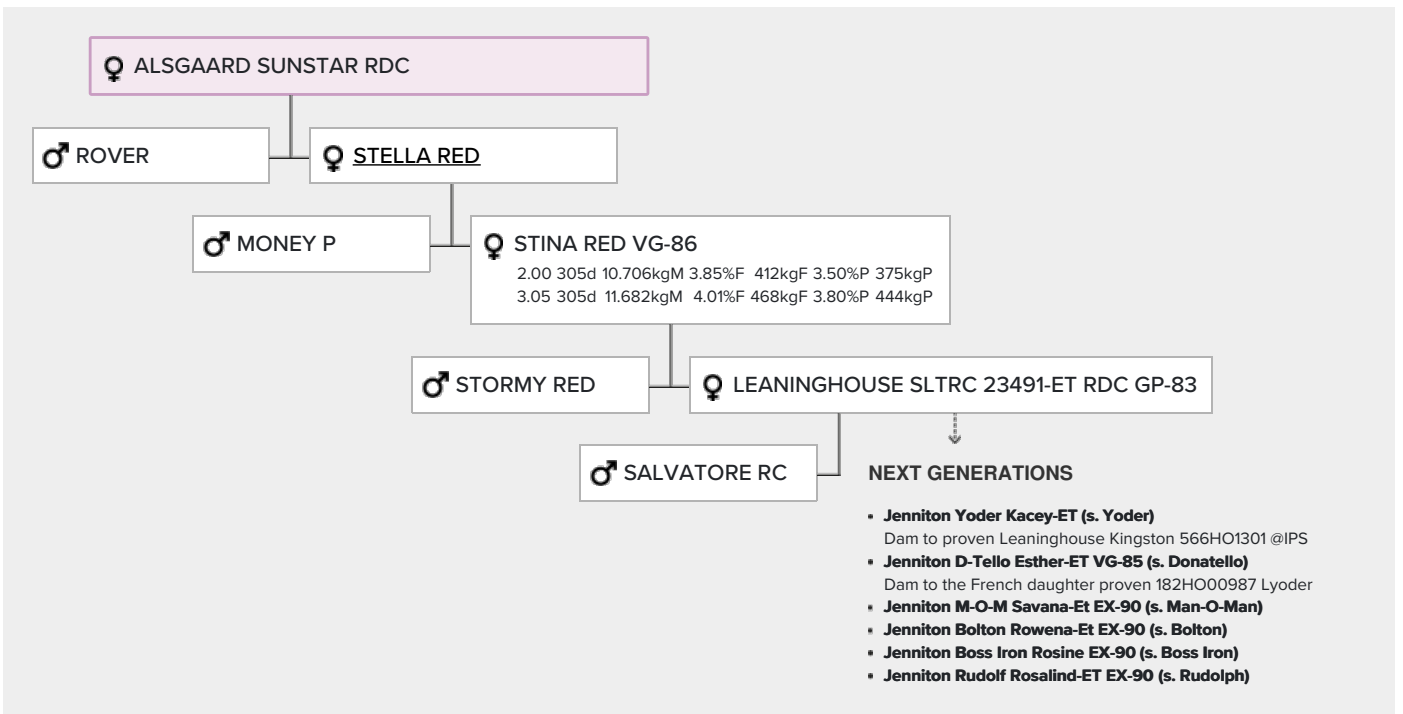 ALSGAARD SUNSTAR RDC
ROVER
STELLA RED
MONEY P
STINA RED VG-86
2.00 305d 10.706kgM 3.85%F 412kgF 3.50%P 375kgP
3.05 305d 11.682kgM 4.01%F 468kgF 3.80%P 444kgP
STORMY RED
LEANINGHOUSE SLTRC 23491-ET RDC GP-83
SALVATORE RC
NEXT GENERATIONS
• Jenniton Yoder Kacey-ET (s. Yoder)
Dam to proven Leaninghouse Kingston 566HO1301 @IPS
• Jenniton D-Tello Esther-ET VG-85 (s. Donatello)
Dam to the French daughter proven 182HO00987 Lyoder
• Jenniton M-O-M Savana-Et EX-90 (s. Man-O-Man)
• Jenniton Bolton Rowena-Et EX-90 (s. Bolton)
• Jenniton Boss Iron Rosine EX-90 (s. Boss Iron)
• Jenniton Rudolf Rosalind-ET EX-90 (s. Rudolph)